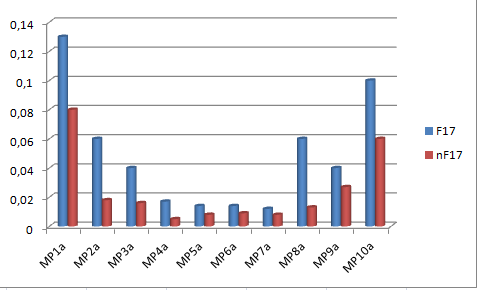 0,14
0,12
0,1
0,08
0,06
0,04
0,02
0
MP1a
MP2a
MP3a
MP4a
MP5a
MP6a
MP7a
MP8a
MP9a
MP10a
F17
nF17